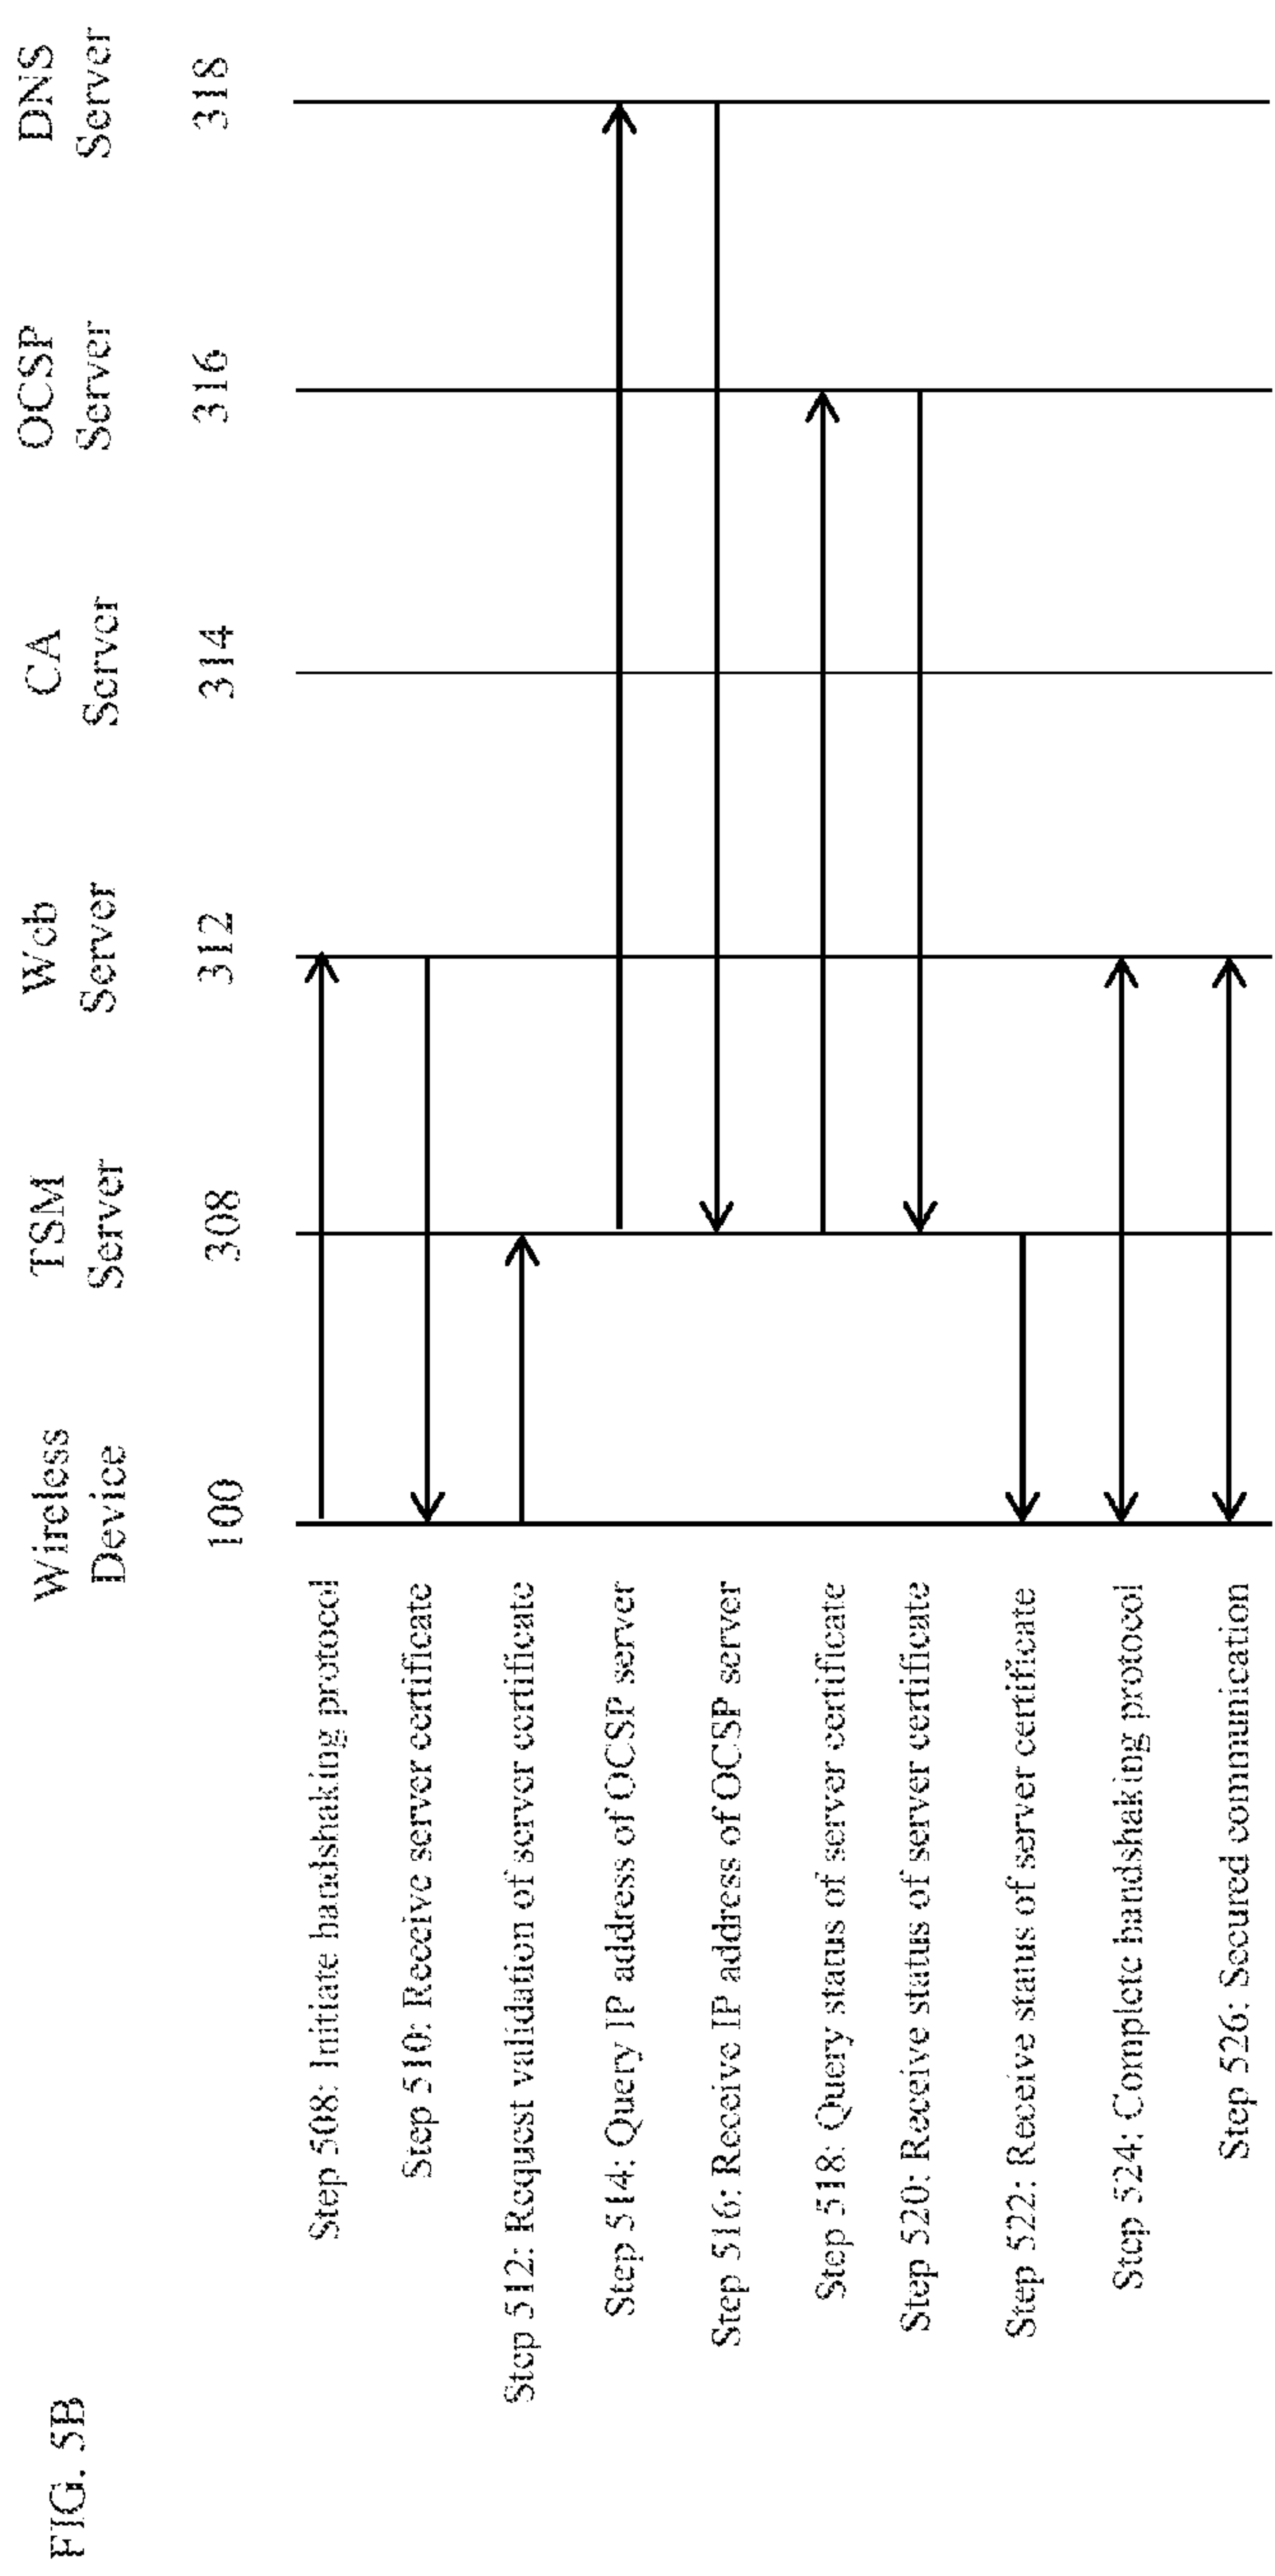 FIG. 5B
Wireless
Device
TSM
Server
Web
Server
CA
Server
OCSP
Server
DNS
Server
100
308
312
314
316
318
Step 508: Initiate handshaking protocol
Step 510: Receive server certificate
Step 512: Request validation of server certificate
Step 514: Query IP address of OCSP server
Step 516: Receive IP address of OCSP server
Step 518: Query status of server certificate
Step 520: Receive status of server certificate
Step 522: Receive status of server certificate
Step 524: Complete handshaking protocol
Step 526: Secured communication